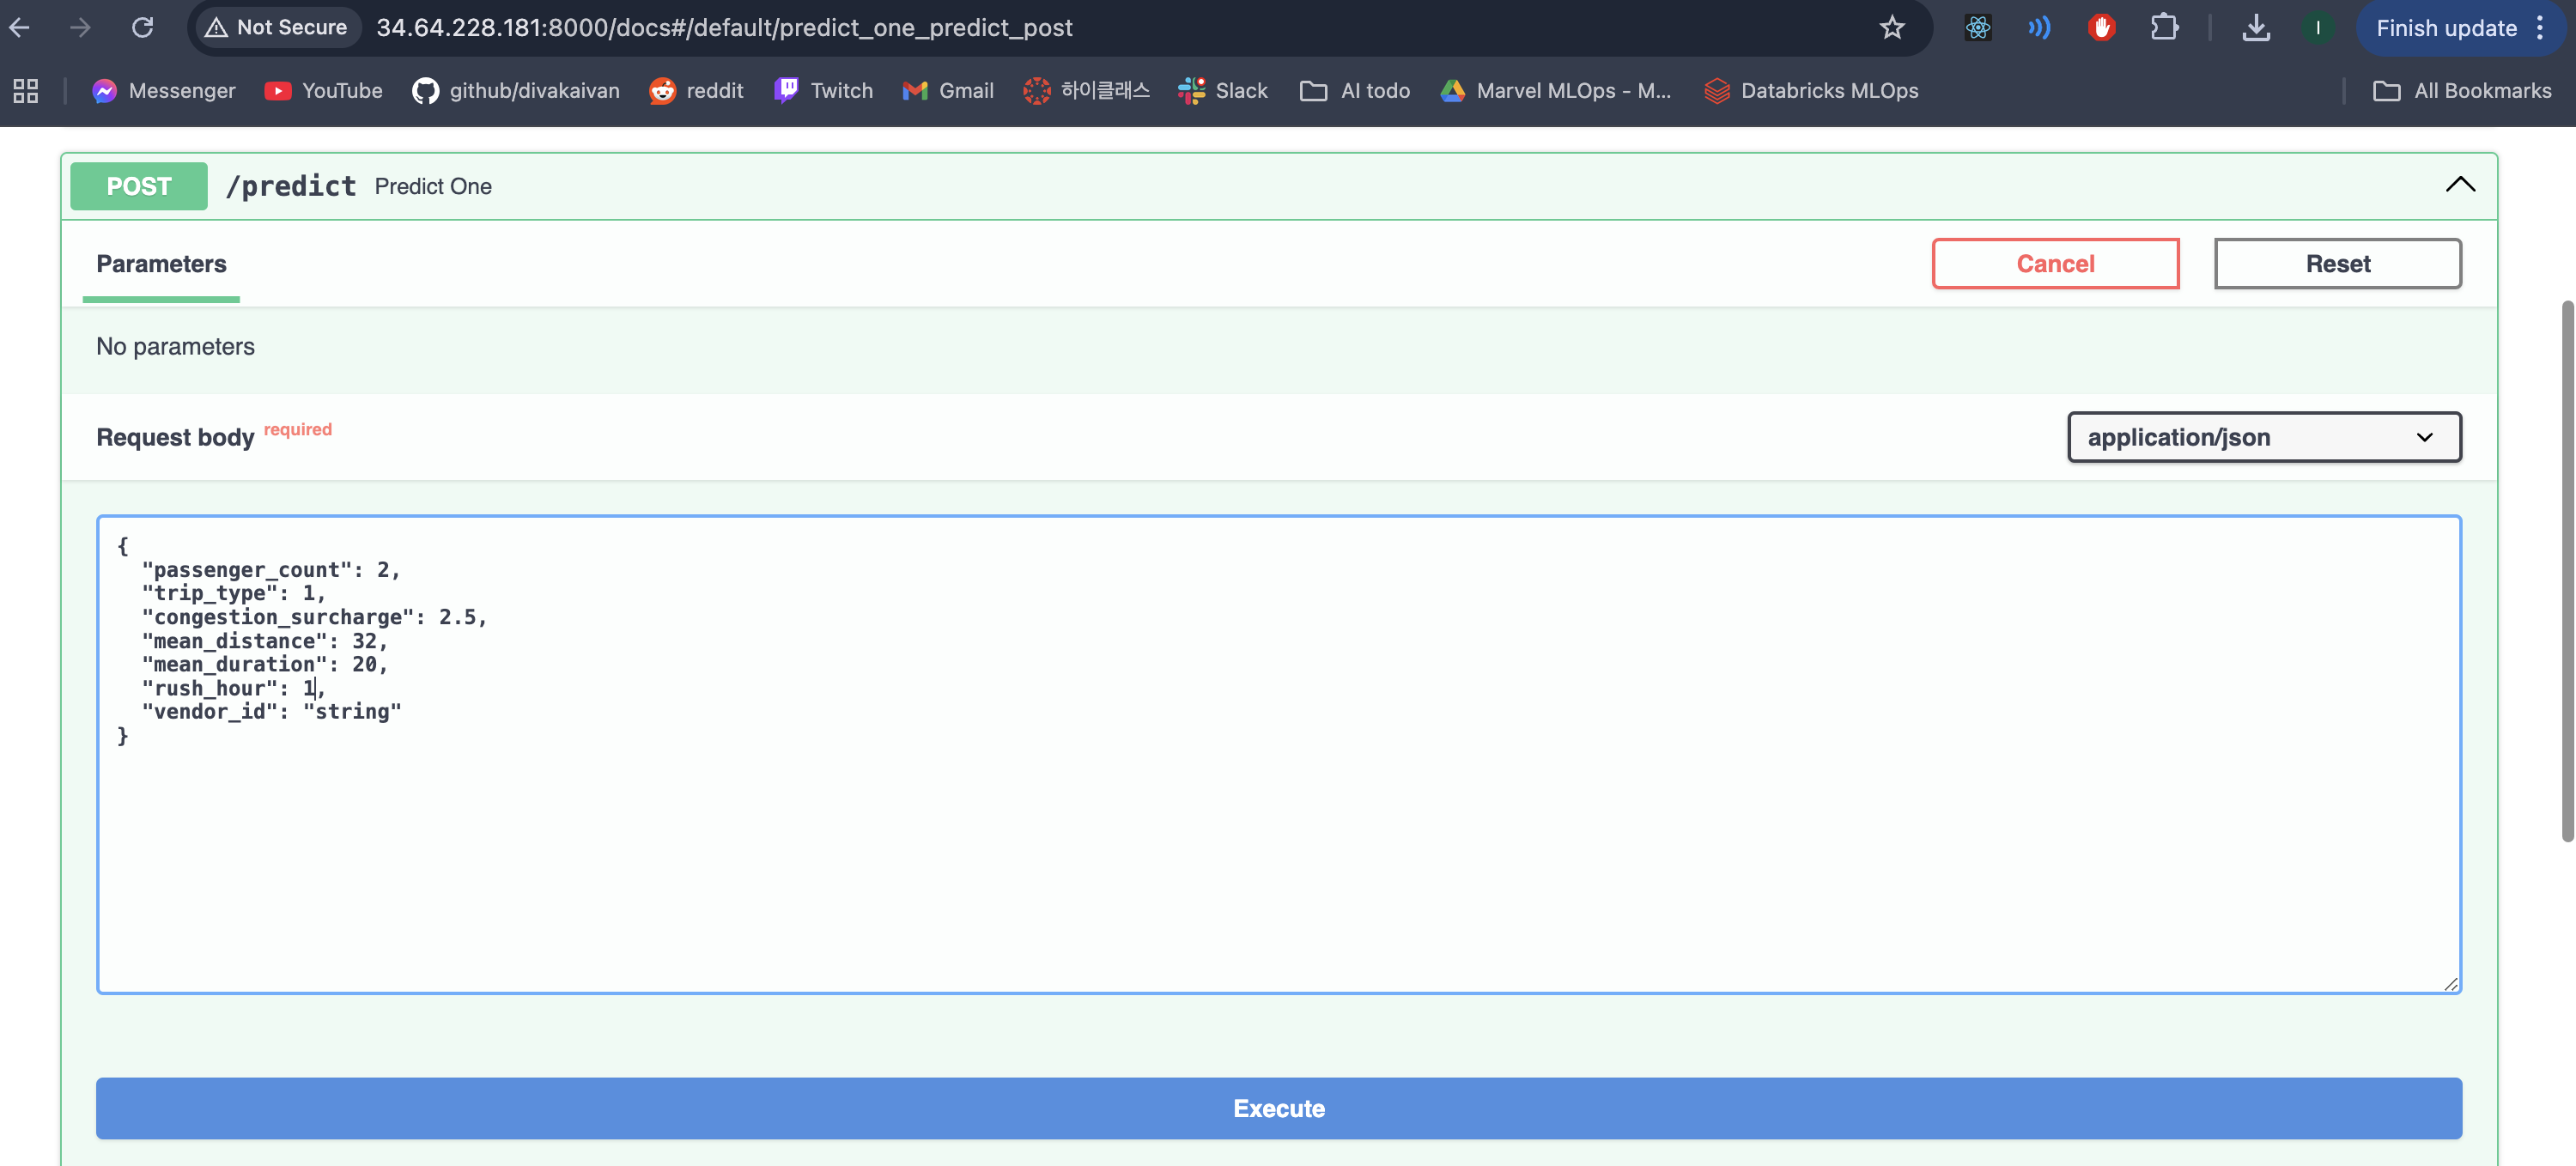 Not Secure 34.64.228.181:8000/docs#/default/predict_one_predict_post I Finish update
Messenger YouTube github/divakaivan reddit Twitch Gmail 하이클래스 Slack AI todo Marvel MLOps - M... Databricks MLOps All Bookmarks
POST /predict Predict One
Parameters Cancel Reset
No parameters
Request body required application/json
{
"passenger_count": 2,
"trip_type": 1,
"congestion_surcharge": 2.5,
"mean_distance": 32,
"mean_duration": 20,
"rush_hour": 1,
"vendor_id": "string"
}
Execute